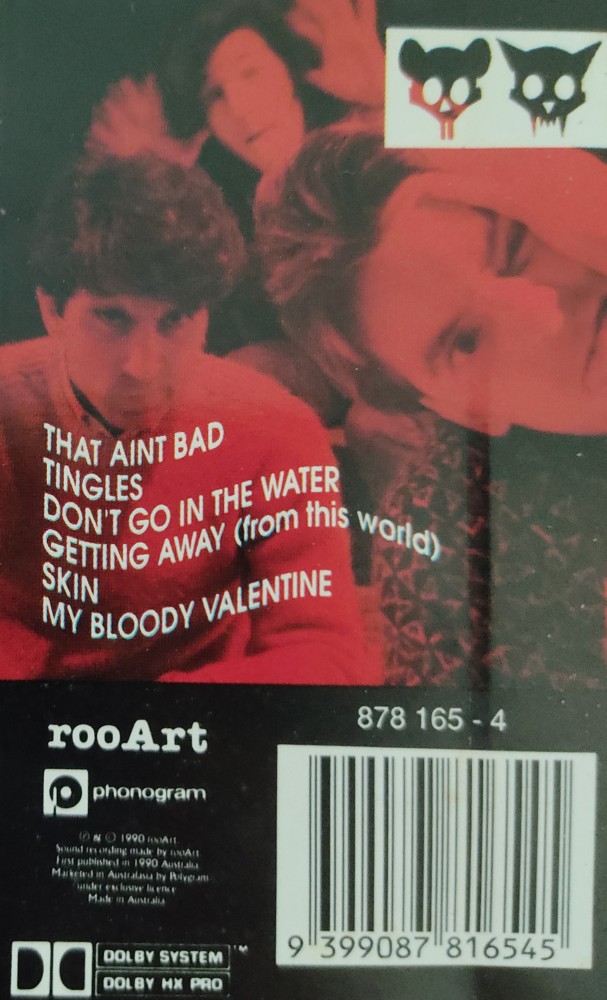 THAT AINT BAD
TINGLES
DON'T GO IN THE WATER
GETTING AWAY (from this world)
SKIN
MY BLOODY VALENTINE
rooArt
878 165 - 4
phonogram
℗ & © 1990 rooArt.
Sound recording made by rooArt
First published in 1990 Australia
Marketed in Australasia by Polygram
under exclusive licence
Made in Australia
9 399087 816545
DOLBY SYSTEM ™
DOLBY HX PRO